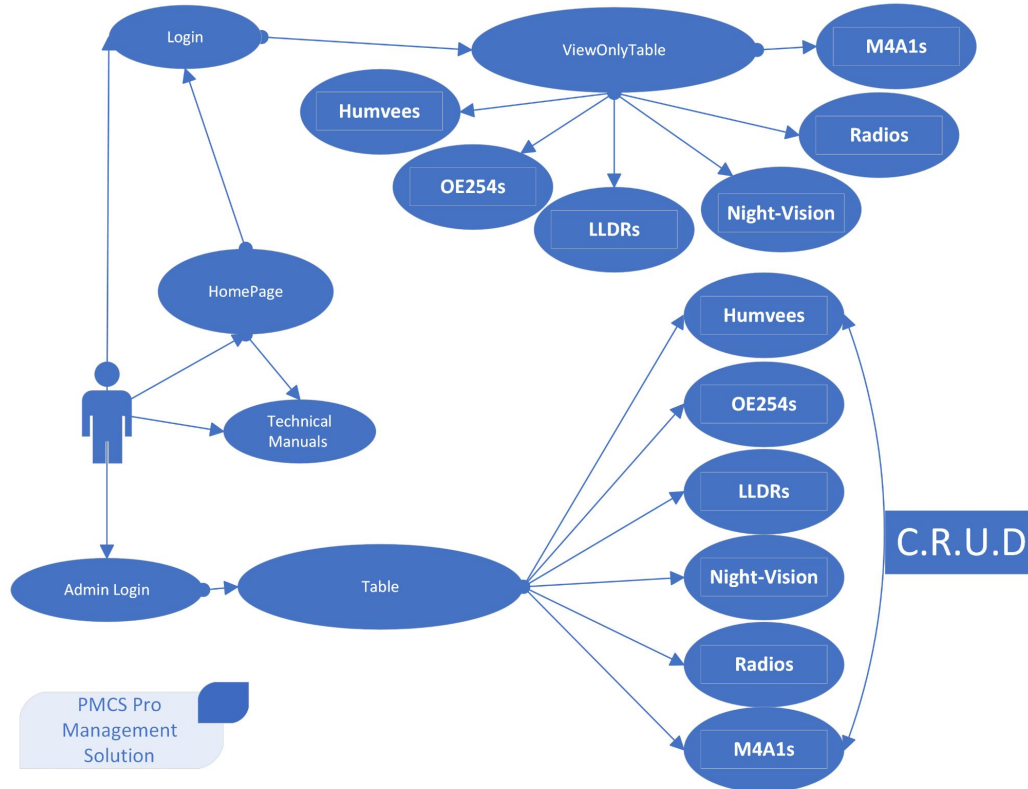 Login
ViewOnlyTable
M4A1s
Humvees
Radios
OE254s
Night-Vision
LLDRs
HomePage
Technical
Manuals
Humvees
OE254s
LLDRs
C.R.U.D
Night-Vision
Admin Login
Table
Radios
M4A1s
PMCS Pro
Management
Solution